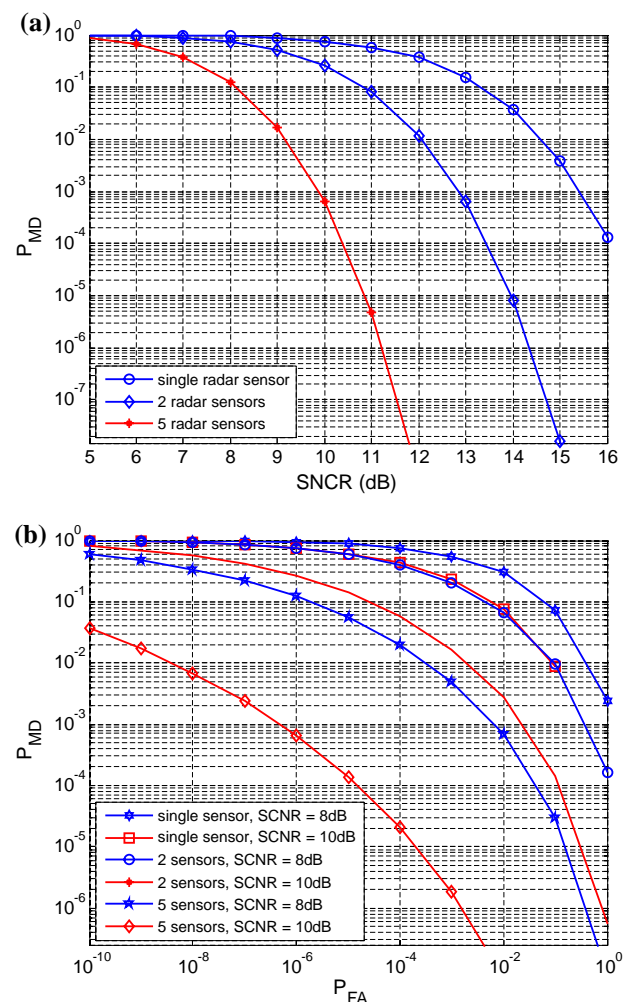 (a)
10^0
10^-1
10^-2
10^-3
10^-4
10^-5
10^-6
10^-7
P_MD
single radar sensor
2 radar sensors
5 radar sensors
5 6 7 8 9 10 11 12 13 14 15 16
SNCR (dB)
(b)
10^0
10^-1
10^-2
10^-3
10^-4
10^-5
10^-6
P_MD
single sensor, SCNR = 8dB
single sensor, SCNR = 10dB
2 sensors, SCNR = 8dB
2 sensors, SCNR = 10dB
5 sensors, SCNR = 8dB
5 sensors, SCNR = 10dB
10^-10 10^-8 10^-6 10^-4 10^-2 10^0
P_FA